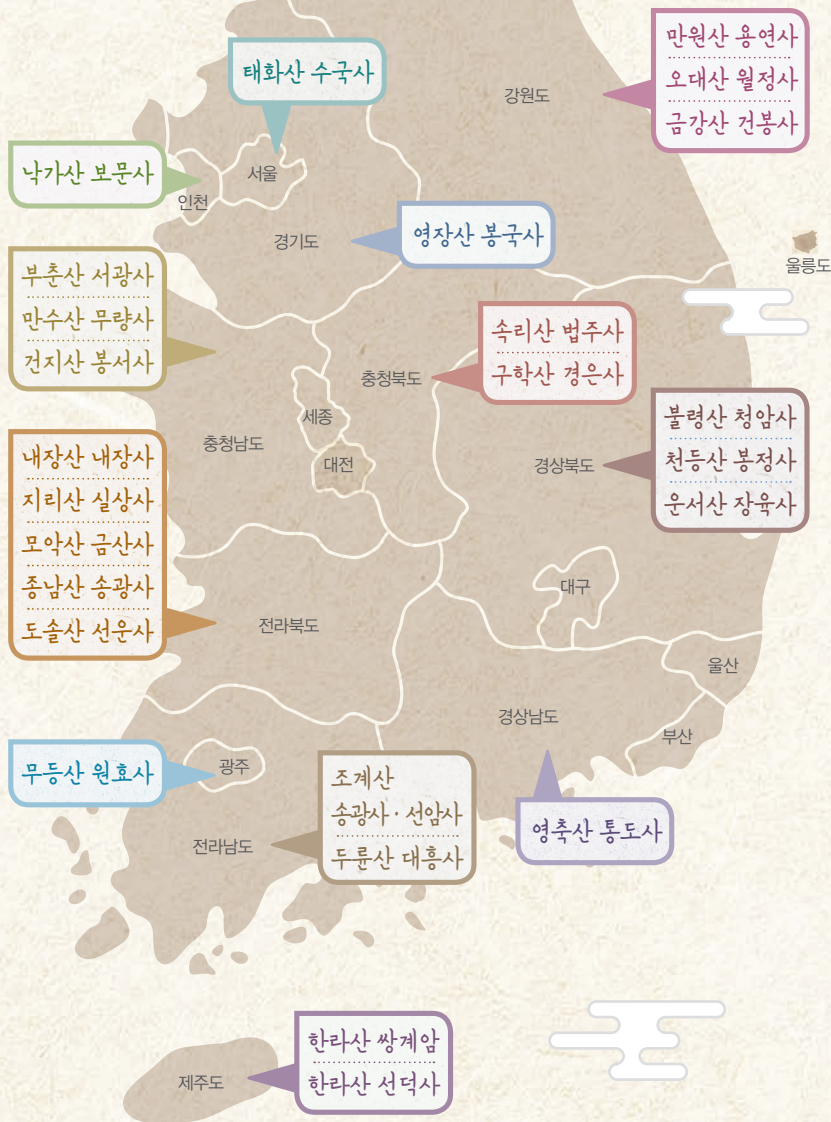 태화산 수국사
만월산 용연사
오대산 월정사
금강산 건봉사
강원도
낙가산 보문사
서울
인천
경기도
영장산 봉국사
울릉도
부춘산 서광사
만수산 무량사
건지산 봉서사
속리산 법주사
구학산 경은사
충청북도
세종
충청남도
대전
불령산 청암사
천등산 봉정사
운서산 장육사
경상북도
내장산 내장사
지리산 실상사
모악산 금산사
종남산 송광사
도솔산 선운사
대구
전라북도
울산
경상남도
부산
무등산 원효사
광주
조계산
송광사 · 선암사
두륜산 대흥사
전라남도
영축산 통도사
한라산 쌍계암
한라산 선덕사
제주도